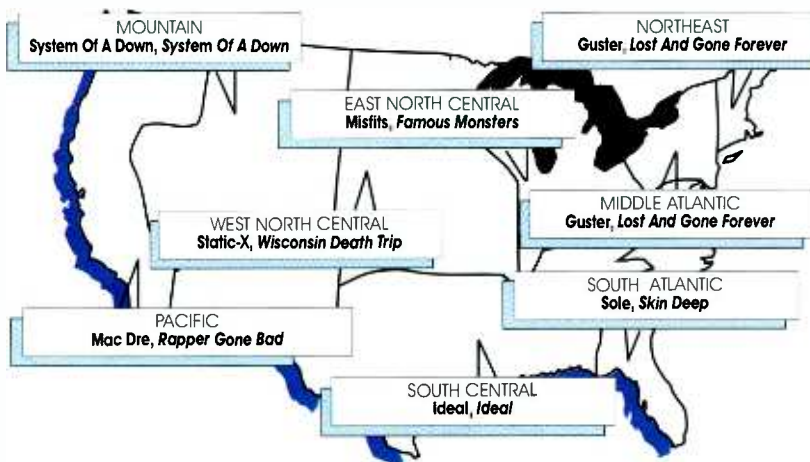 MOUNTAIN
System Of A Down, System Of A Down
NORTHEAST
Guster, Lost And Gone Forever
EAST NORTH CENTRAL
Misfits, Famous Monsters
WEST NORTH CENTRAL
Static-X, Wisconsin Death Trip
MIDDLE ATLANTIC
Guster, Lost And Gone Forever
SOUTH ATLANTIC
Sole, Skin Deep
PACIFIC
Mac Dre, Rapper Gone Bad
SOUTH CENTRAL
Ideal, Ideal